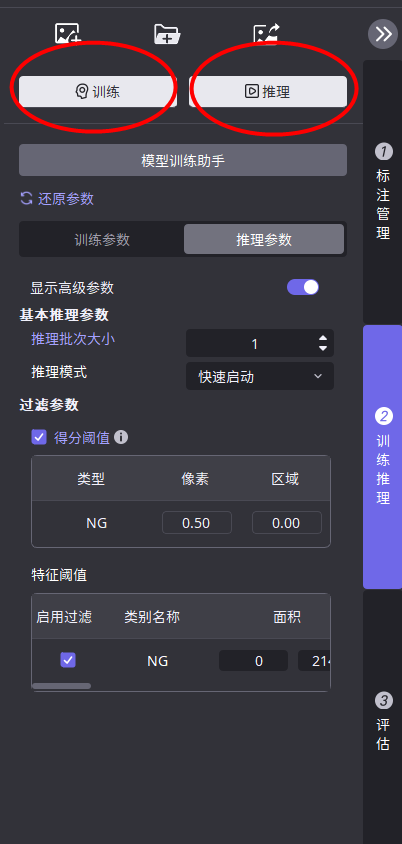 训练 推理
模型训练助手
还原参数
训练参数 推理参数
显示高级参数
基本推理参数
推理批次大小 1
推理模式 快速启动
过滤参数
得分阈值
类型 像素 区域
NG 0.50 0.00
特征阈值
启用过滤 类别名称 面积
NG 0 214
1
标注管理
2
训练推理
3
评估